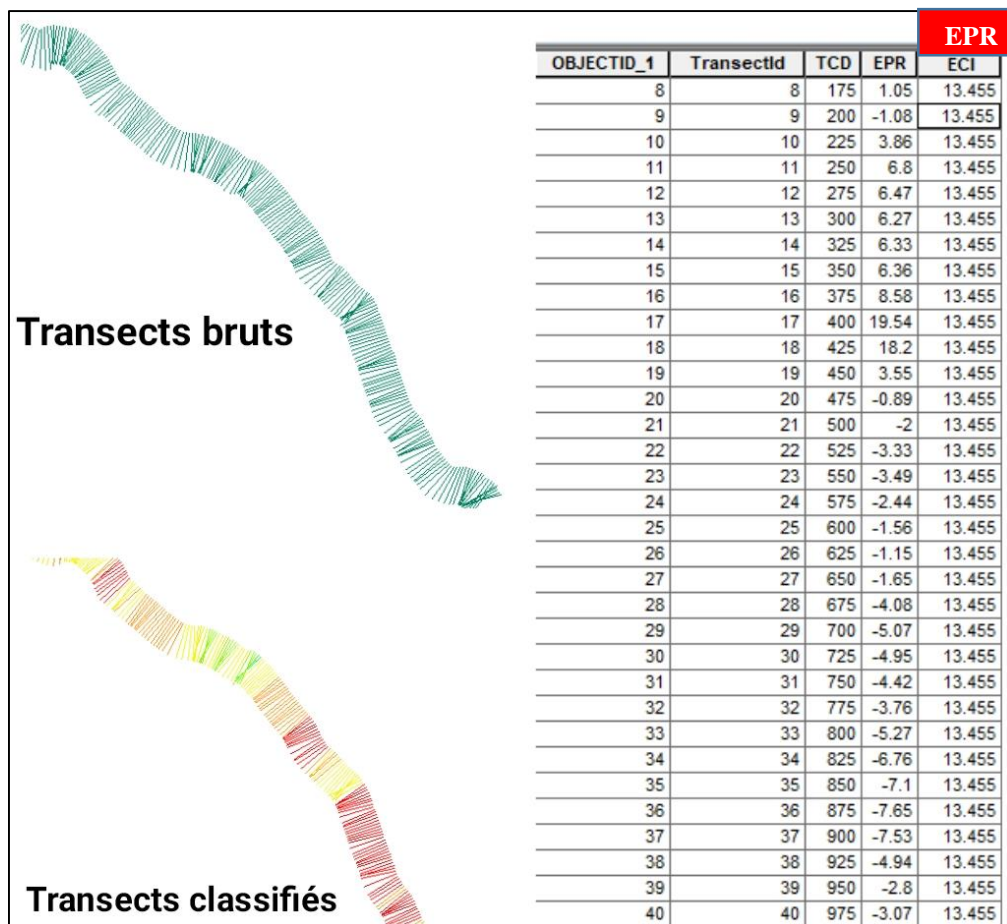 EPR
OBJECTID_1 TransectId TCD EPR ECI
8 8 175 1.05 13.455
9 9 200 -1.08 13.455
10 10 225 3.86 13.455
11 11 250 6.8 13.455
12 12 275 6.47 13.455
13 13 300 6.27 13.455
14 14 325 6.33 13.455
15 15 350 6.36 13.455
16 16 375 8.58 13.455
17 17 400 19.54 13.455
18 18 425 18.2 13.455
19 19 450 3.55 13.455
20 20 475 -0.89 13.455
21 21 500 -2 13.455
22 22 525 -3.33 13.455
23 23 550 -3.49 13.455
24 24 575 -2.44 13.455
25 25 600 -1.56 13.455
26 26 625 -1.15 13.455
27 27 650 -1.65 13.455
28 28 675 -4.08 13.455
29 29 700 -5.07 13.455
30 30 725 -4.95 13.455
31 31 750 -4.42 13.455
32 32 775 -3.76 13.455
33 33 800 -5.27 13.455
34 34 825 -6.76 13.455
35 35 850 -7.1 13.455
36 36 875 -7.65 13.455
37 37 900 -7.53 13.455
38 38 925 -4.94 13.455
39 39 950 -2.8 13.455
40 40 975 -3.07 13.455
Transects bruts
Transects classifiés